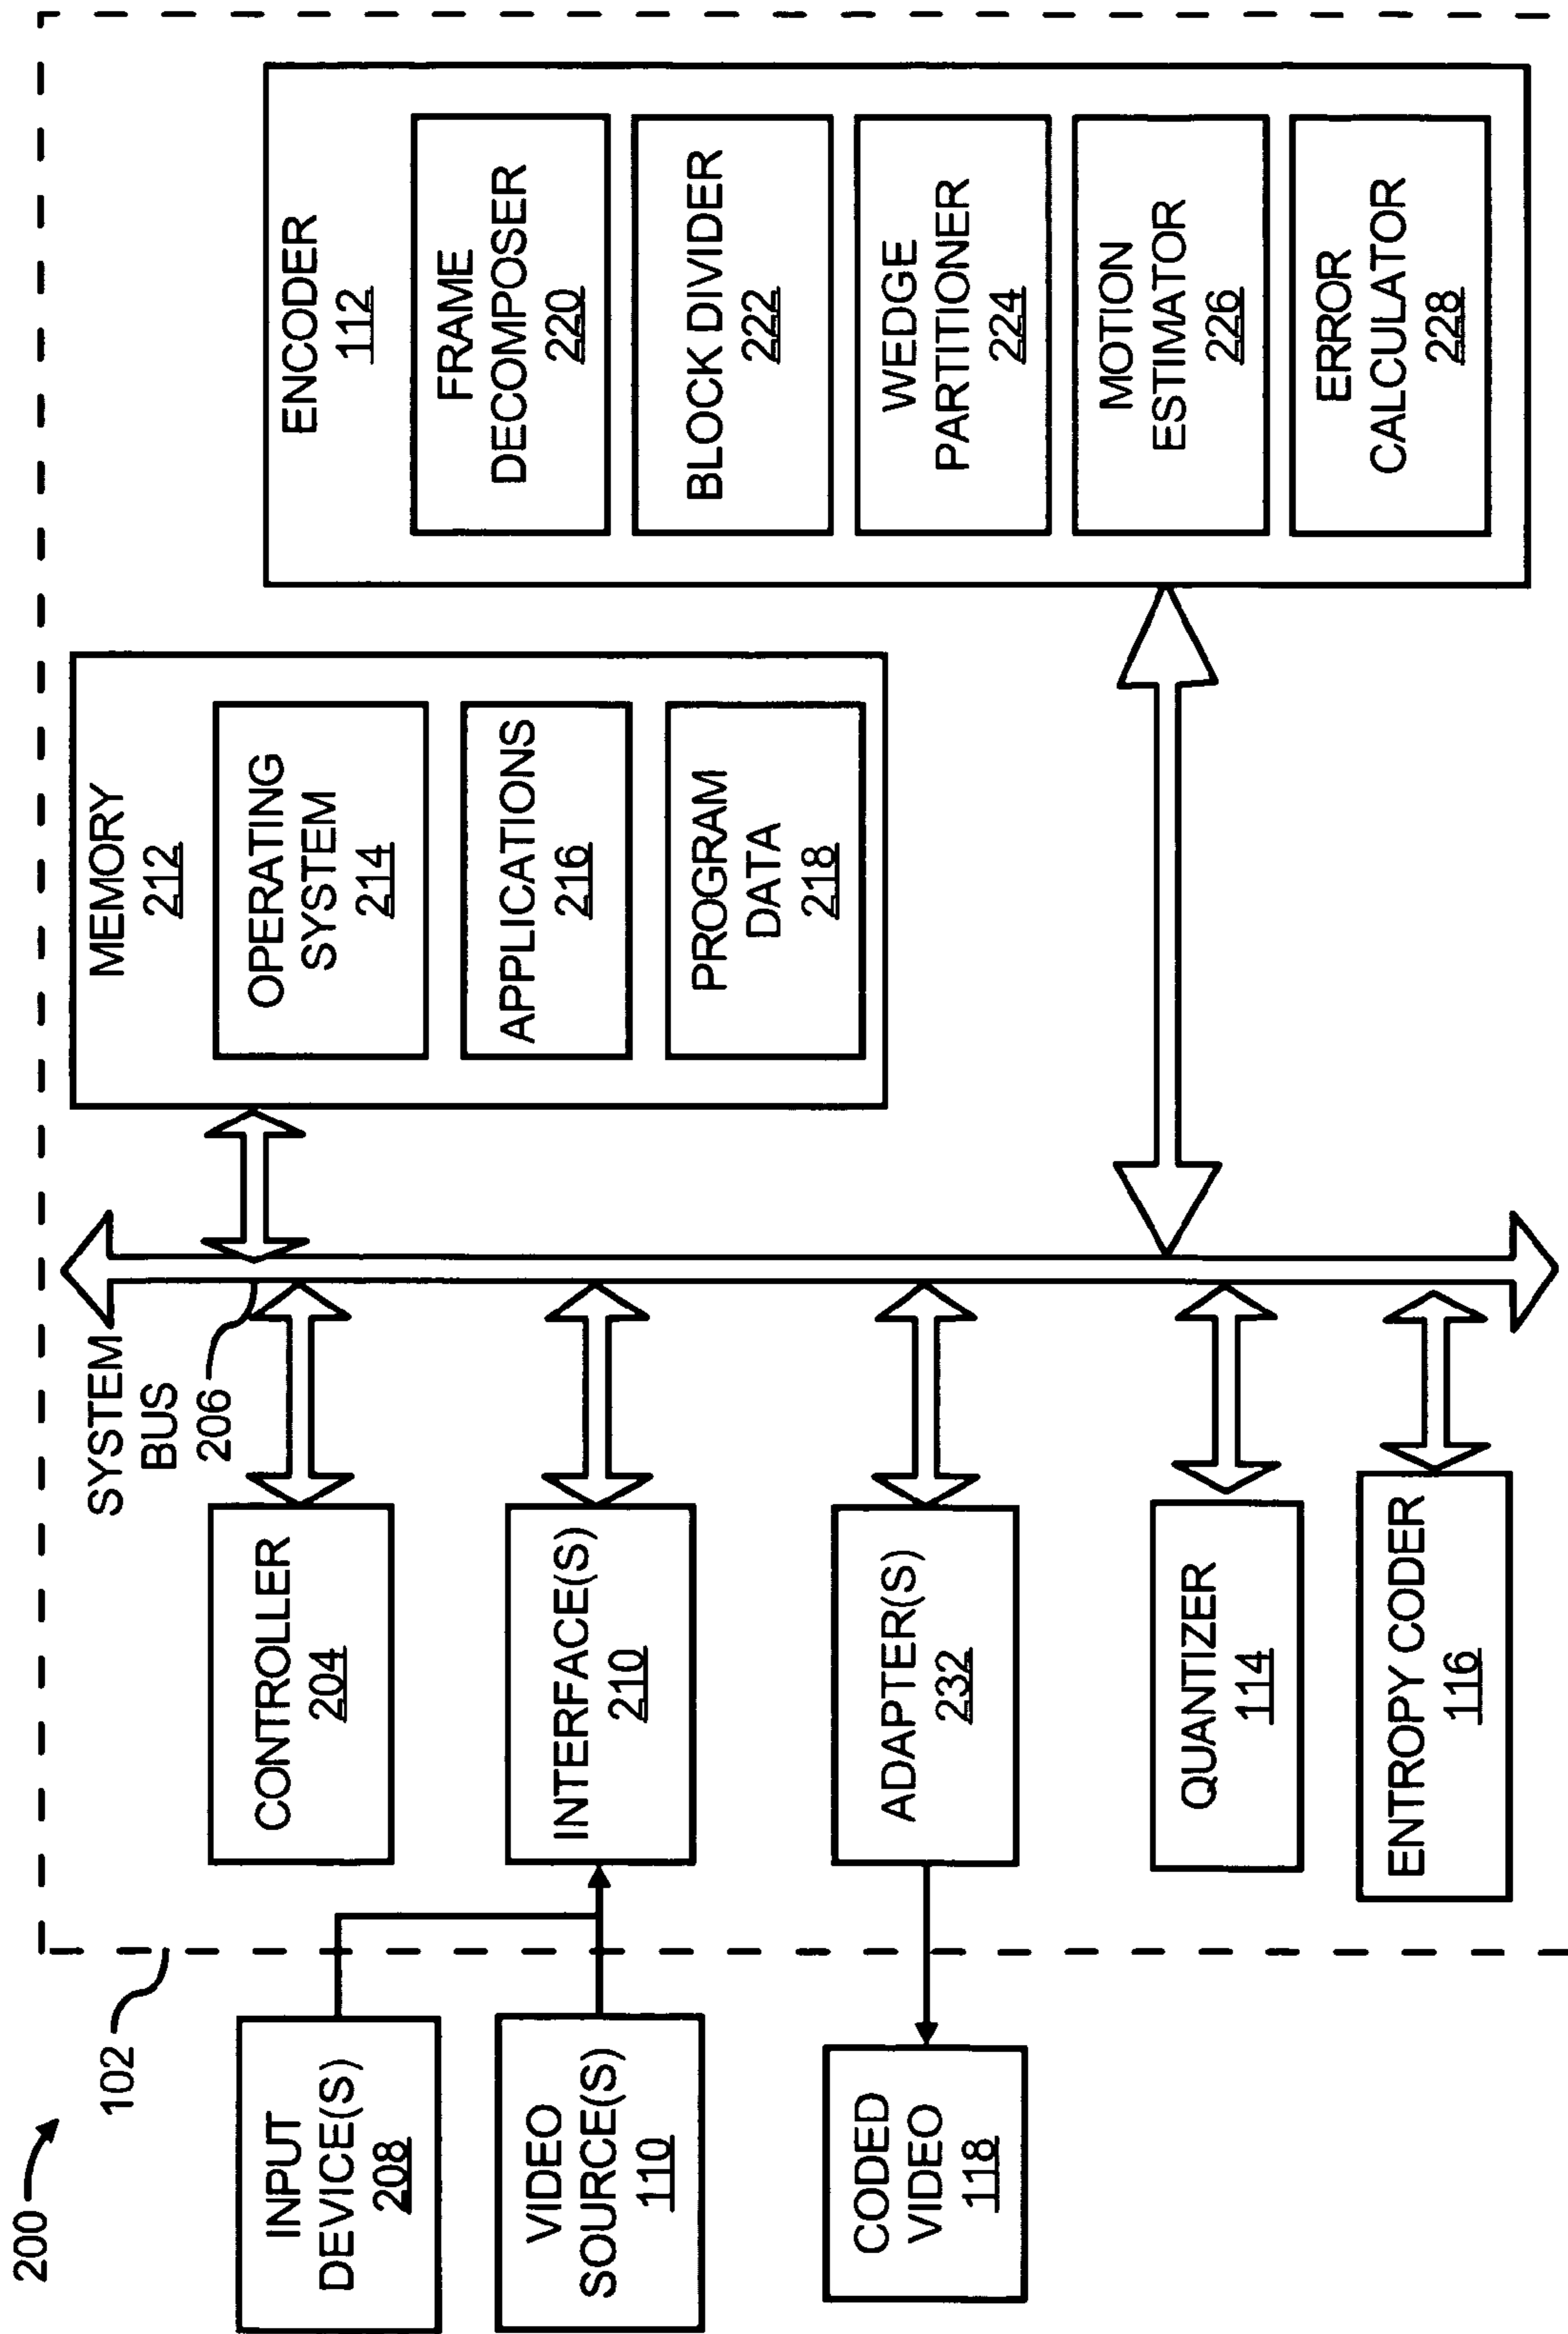 200
102
INPUT
DEVICE(S)
208
VIDEO
SOURCE(S)
110
CODED
VIDEO
118
CONTROLLER
204
INTERFACE(S)
210
ADAPTER(S)
232
QUANTIZER
114
ENTROPY CODER
116
SYSTEM
BUS
206
MEMORY
212
OPERATING
SYSTEM
214
APPLICATIONS
216
PROGRAM
DATA
218
ENCODER
112
FRAME
DECOMPOSER
220
BLOCK DIVIDER
222
WEDGE
PARTITIONER
224
MOTION
ESTIMATOR
226
ERROR
CALCULATOR
228